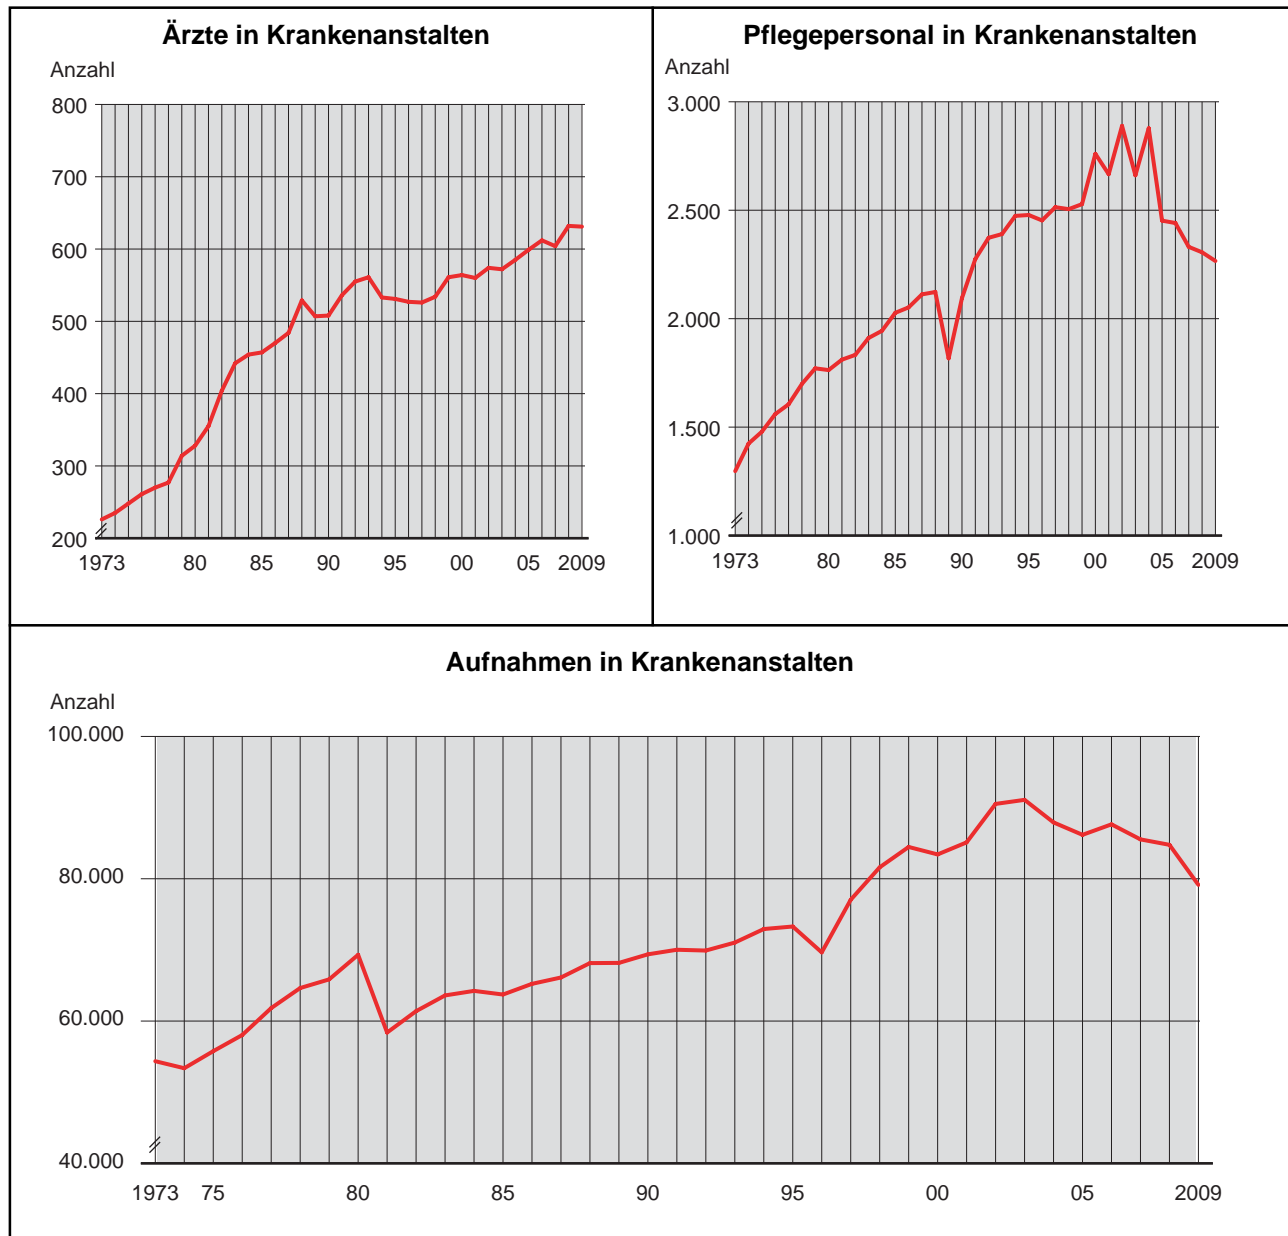 Ärzte in Krankenanstalten
Anzahl
800
700
600
500
400
300
200
1973 80 85 90 95 00 05 2009
Pflegepersonal in Krankenanstalten
Anzahl
3.000
2.500
2.000
1.500
1.000
1973 80 85 90 95 00 05 2009
Aufnahmen in Krankenanstalten
Anzahl
100.000
80.000
60.000
40.000
1973 75 80 85 90 95 00 05 2009